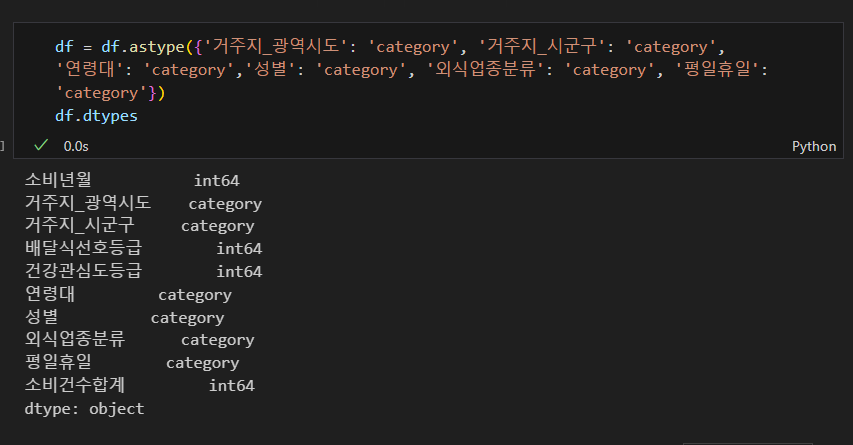 df = df.astype({'거주지_광역시도': 'category', '거주지_시군구': 'category',
'연령대': 'category','성별': 'category', '외식업종분류': 'category', '평일휴일':
'category'})
df.dtypes
] ✓ 0.0s Python
소비년월 int64
거주지_광역시도 category
거주지_시군구 category
배달식선호등급 int64
건강관심도등급 int64
연령대 category
성별 category
외식업종분류 category
평일휴일 category
소비건수합계 int64
dtype: object